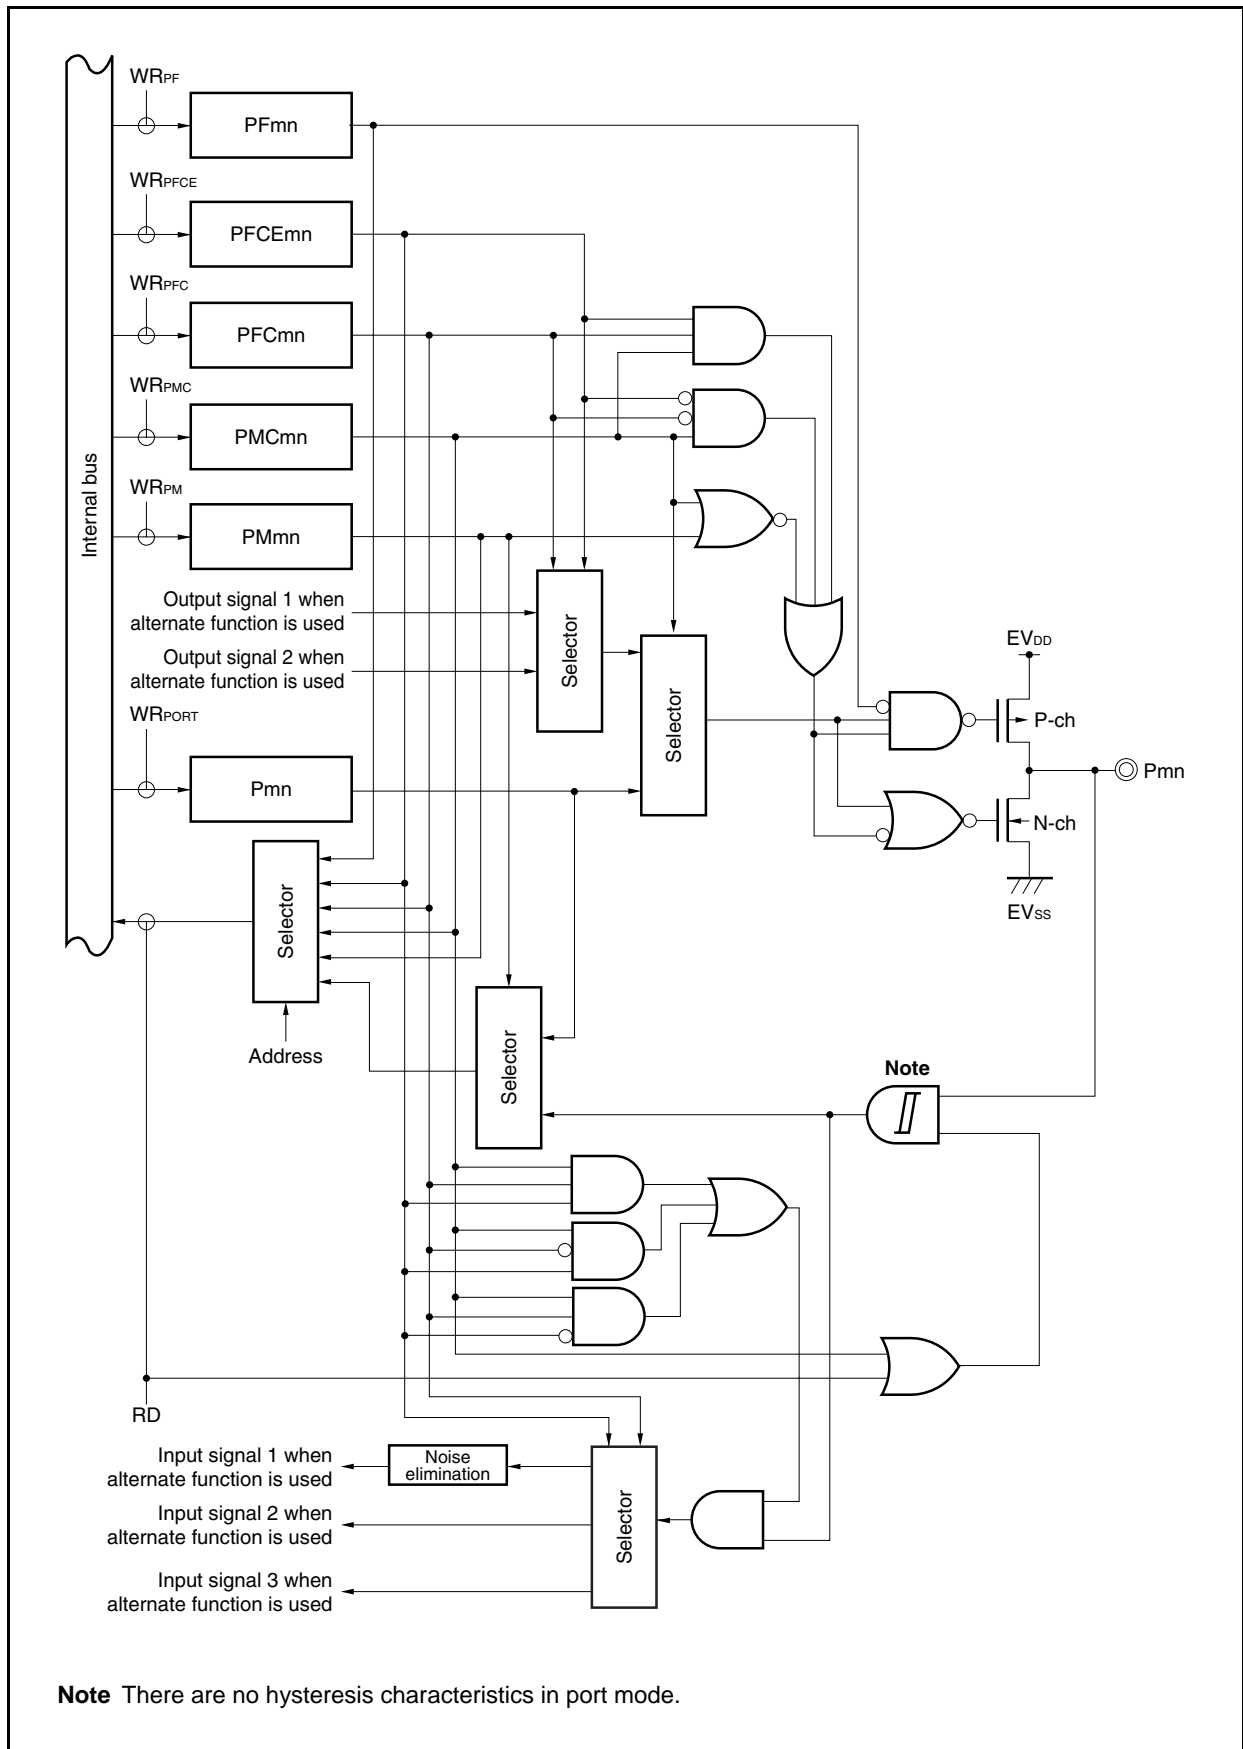 WRPF
PFmn
WRPFCE
PFCEmn
WRPFC
PFCmn
WRPMC
PMCmn
WRPM
PMmn
Internal bus
Output signal 1 when
alternate function is used
Output signal 2 when
alternate function is used
Selector
Selector
WRPORT
Pmn
EVDD
P-ch
Pmn
N-ch
EVSS
Selector
Address
Selector
Note
RD
Input signal 1 when
alternate function is used
Noise
elimination
Input signal 2 when
alternate function is used
Input signal 3 when
alternate function is used
Selector
Note There are no hysteresis characteristics in port mode.